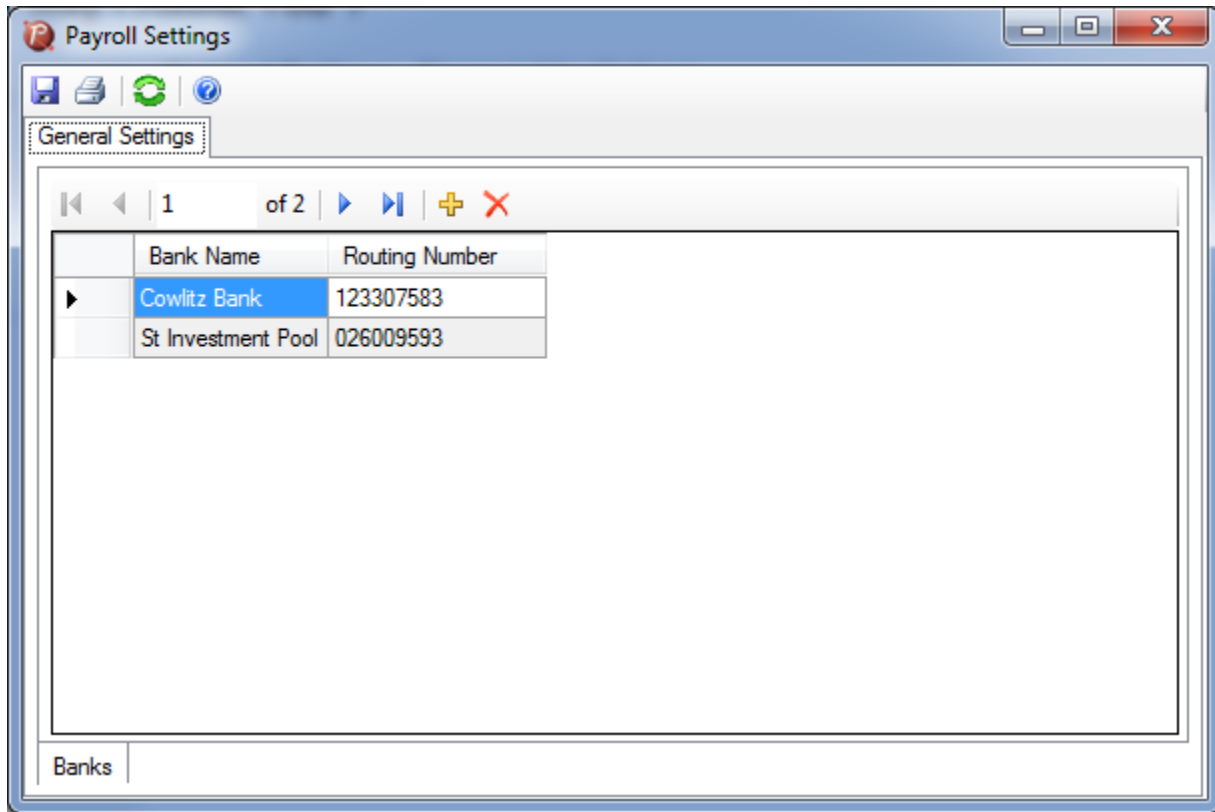 Payroll Settings
General Settings
1 of 2
Bank Name Routing Number
Cowlitz Bank 123307583
St Investment Pool 026009593
Banks